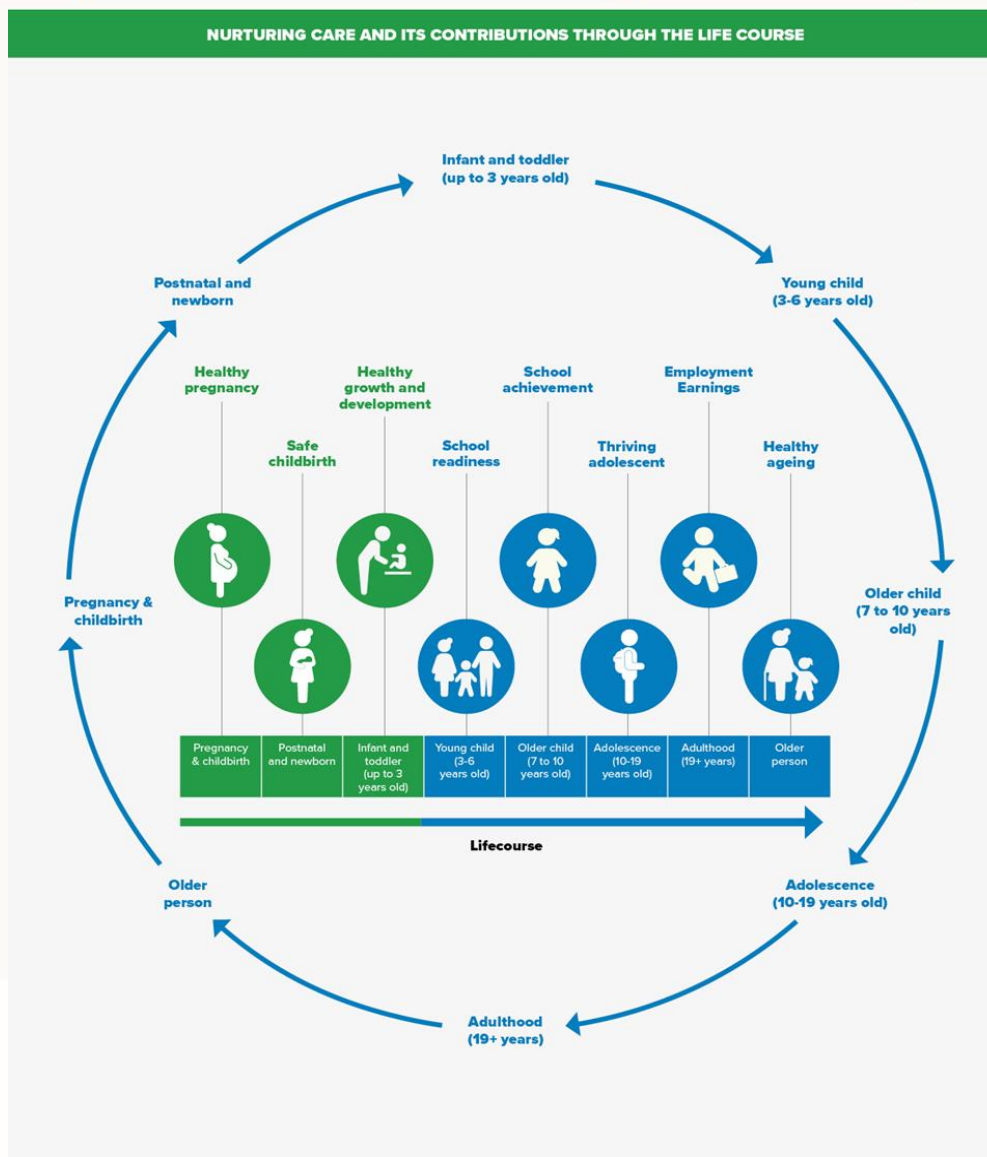 NURTURING CARE AND ITS CONTRIBUTIONS THROUGH THE LIFE COURSE
Infant and toddler
(up to 3 years old)
Postnatal and
newborn
Young child
(3-6 years old)
Healthy
pregnancy
Healthy
growth and
development
School
achievement
Employment
Earnings
Safe
childbirth
School
readiness
Thriving
adolescent
Healthy
ageing
Pregnancy &
childbirth
Older child
(7 to 10 years
old)
Pregnancy
& childbirth
Postnatal
and newborn
Infant and
toddler
(up to 3
years old)
Young child
(3-6
years old)
Older child
(7 to 10
years old)
Adolescence
(10-19
years old)
Adulthood
(19+ years)
Older
person
Lifecourse
Older
person
Adolescence
(10-19 years old)
Adulthood
(19+ years)